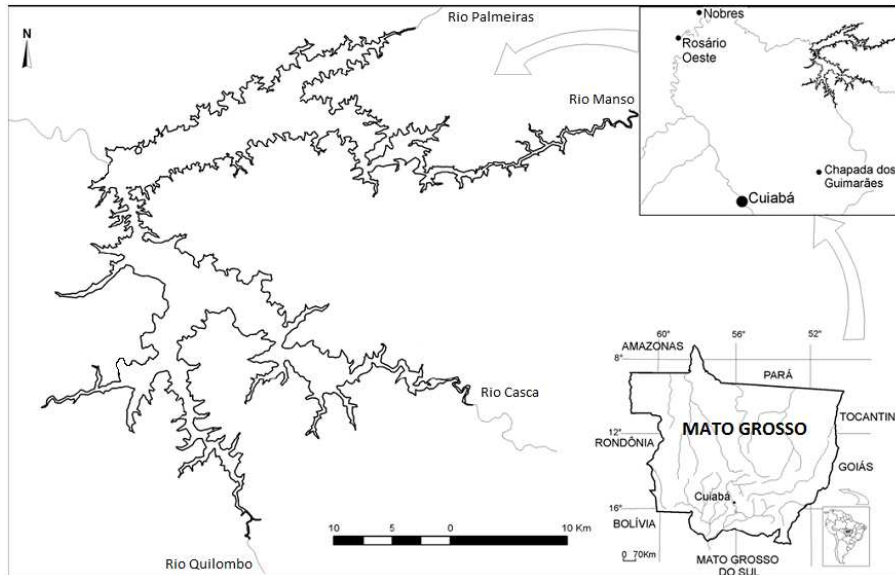 Rio Palmeiras
N
Rio Manso
Nobres
Rosário
Oeste
Chapada dos
Guimarães
Cuiabá
Rio Casca
Rio Quilombo
10 5 0 10 Km
60° 56° 52°
AMAZONAS
8°
PARÁ
TOCANTIN
MATO GROSSO
12°
RONDÔNIA
GOIÁS
Cuiabá
16°
BOLÍVIA
0 70Km
MATO GROSSO
DO SUL